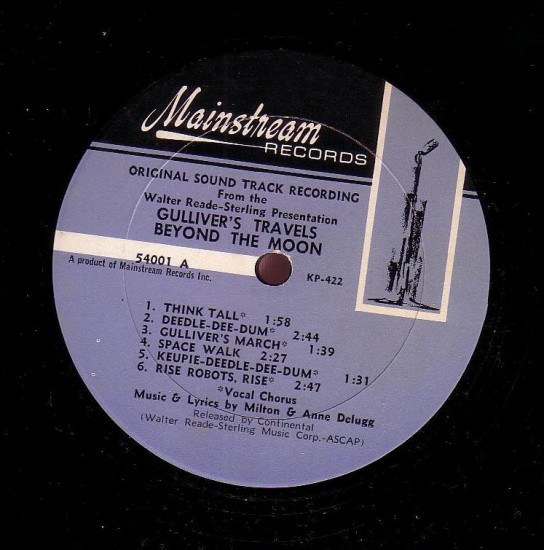 Mainstream
RECORDS
ORIGINAL SOUND TRACK RECORDING
From the
Walter Reade-Sterling Presentation
GULLIVER'S TRAVELS
BEYOND THE MOON
54001 A
A product of Mainstream Records Inc.
KP-422
1. THINK TALL* 1:58
2. DEEDLE-DEE-DUM* 2:44
3. GULLIVER'S MARCH* 1:39
4. SPACE WALK 2:27
5. KEUPIE-DEEDLE-DEE-DUM* 1:31
6. RISE ROBOTS, RISE* 2:47
*Vocal Chorus
Music & Lyrics by Milton & Anne Delugg
Released by Continental
(Walter Reade-Sterling Music Corp.-ASCAP)